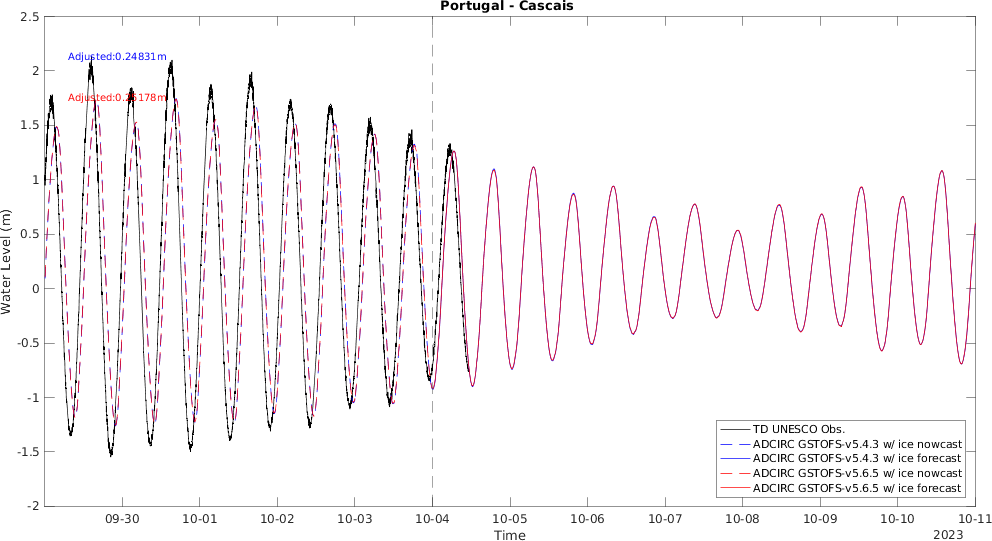 Portugal - Cascais
2.5
2
1.5
1
0.5
0
-0.5
-1
-1.5
-2
Water Level (m)
Adjusted:0.24831m
TD UNESCO Obs.
ADCIRC GSTOFS-v5.4.3 w/ ice nowcast
ADCIRC GSTOFS-v5.4.3 w/ ice forecast
ADCIRC GSTOFS-v5.6.5 w/ ice nowcast
ADCIRC GSTOFS-v5.6.5 w/ ice forecast
09-30 10-01 10-02 10-03 10-04 10-05 10-06 10-07 10-08 10-09 10-10 10-11
Time
2023